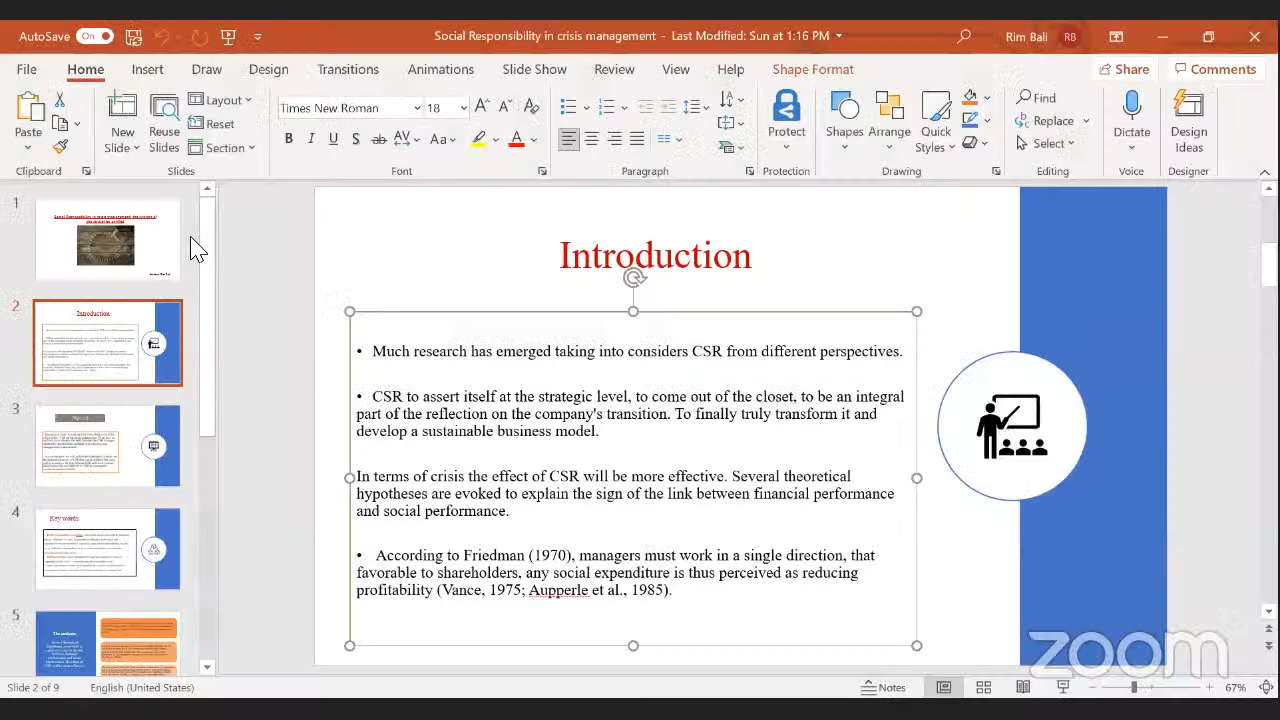 AutoSave On
Social Responsibility in crisis management - Last Modified: Sun at 1:16 PM
Rim Bali RB
File Home Insert Draw Design Transitions Animations Slide Show Review View Help Shape Format
Share Comments
Paste
New Slide
Reuse Slides
Layout
Reset
Section
Times New Roman 18
Protect
Shapes
Arrange
Quick Styles
Find
Replace
Select
Dictate
Design Ideas
Clipboard Slides Font Paragraph Protection Drawing Editing Voice Designer
1
2
Introduction
3
4
Key words
5
The analysis
Introduction
• Much research has emerged taking into considers CSR from different perspectives.
• CSR to assert itself at the strategic level, to come out of the closet, to be an integral
part of the reflection on the company's transition. To finally truly transform it and
develop a sustainable business model.
In terms of crisis the effect of CSR will be more effective. Several theoretical
hypotheses are evoked to explain the sign of the link between financial performance
and social performance.
• According to Friedman (1970), managers must work in a single direction, that
favorable to shareholders, any social expenditure is thus perceived as reducing
profitability (Vance, 1975; Aupperle et al., 1985).
zoom
Slide 2 of 9 English (United States)
Notes
67%